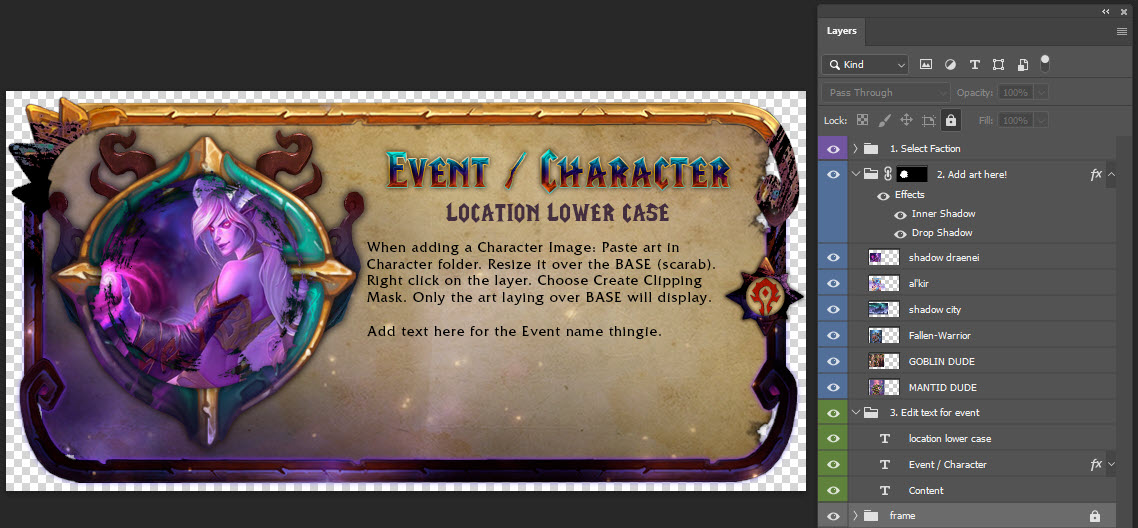 Layers
Kind
Pass Through
Opacity: 100%
Lock:
Fill: 100%
1. Select Faction
2. Add art here!
fx
Effects
Inner Shadow
Drop Shadow
shadow draenei
al'kir
shadow city
Fallen-Warrior
GOBLIN DUDE
MANTID DUDE
3. Edit text for event
T location lower case
T Event / Character fx
T Content
frame
Event / Character
LOCATION LOWER CASE
When adding a Character Image: Paste art in
Character folder. Resize it over the BASE (scarab).
Right click on the layer. Choose Create Clipping
Mask. Only the art laying over BASE will display.
Add text here for the Event name thingie.